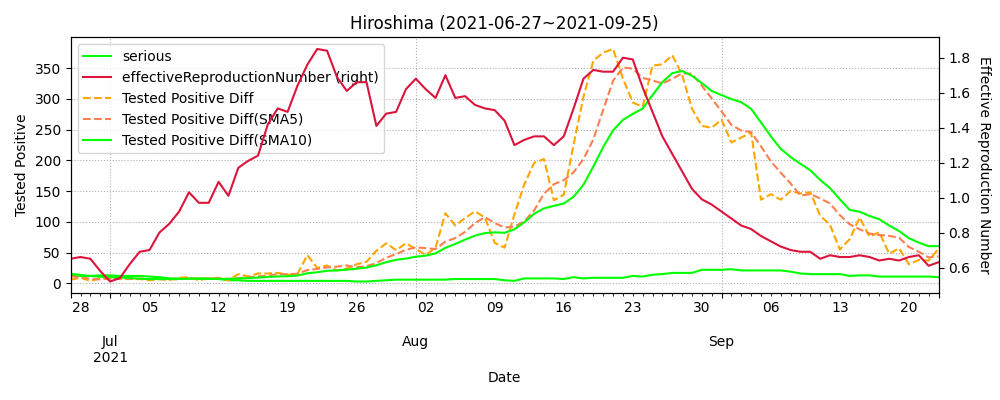 Hiroshima (2021-06-27~2021-09-25)
serious
effectiveReproductionNumber (right)
Tested Positive Diff
Tested Positive Diff(SMA5)
Tested Positive Diff(SMA10)
Tested Positive
350
300
250
200
150
100
50
0
1.8
1.6
1.4
1.2
1.0
0.8
0.6
Effective Reproduction Number
28 05 12 19 26 02 09 16 23 30 06 13 20
Jul Aug Sep
2021
Date